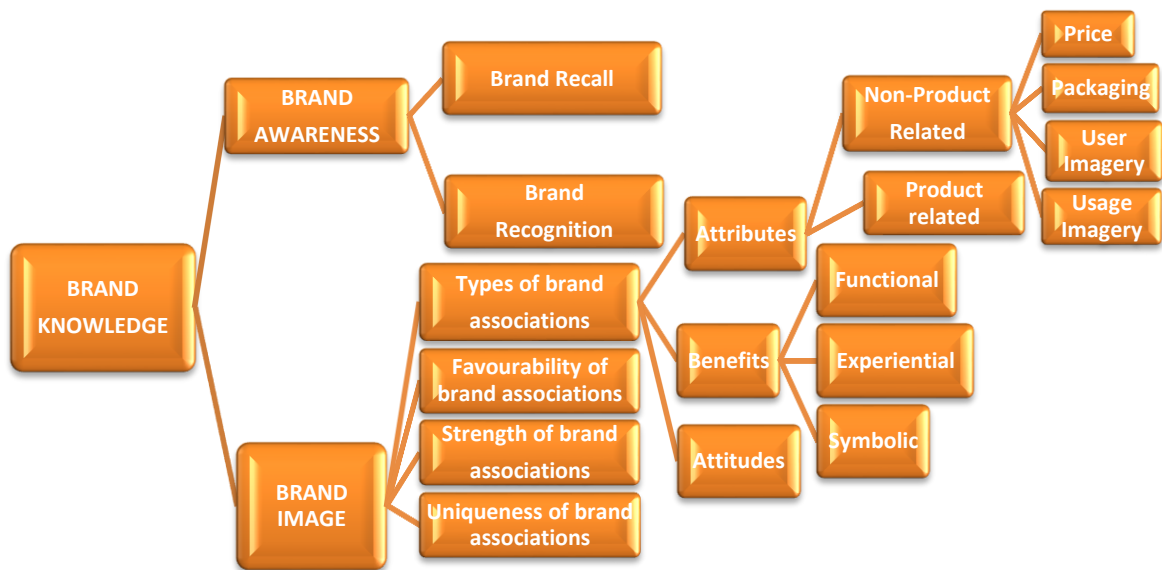 BRAND
KNOWLEDGE
BRAND
AWARENESS
Brand Recall
Brand
Recognition
BRAND
IMAGE
Types of brand
associations
Favourability of
brand associations
Strength of brand
associations
Uniqueness of brand
associations
Attributes
Benefits
Attitudes
Non-Product
Related
Product
related
Functional
Experiential
Symbolic
Price
Packaging
User
Imagery
Usage
Imagery